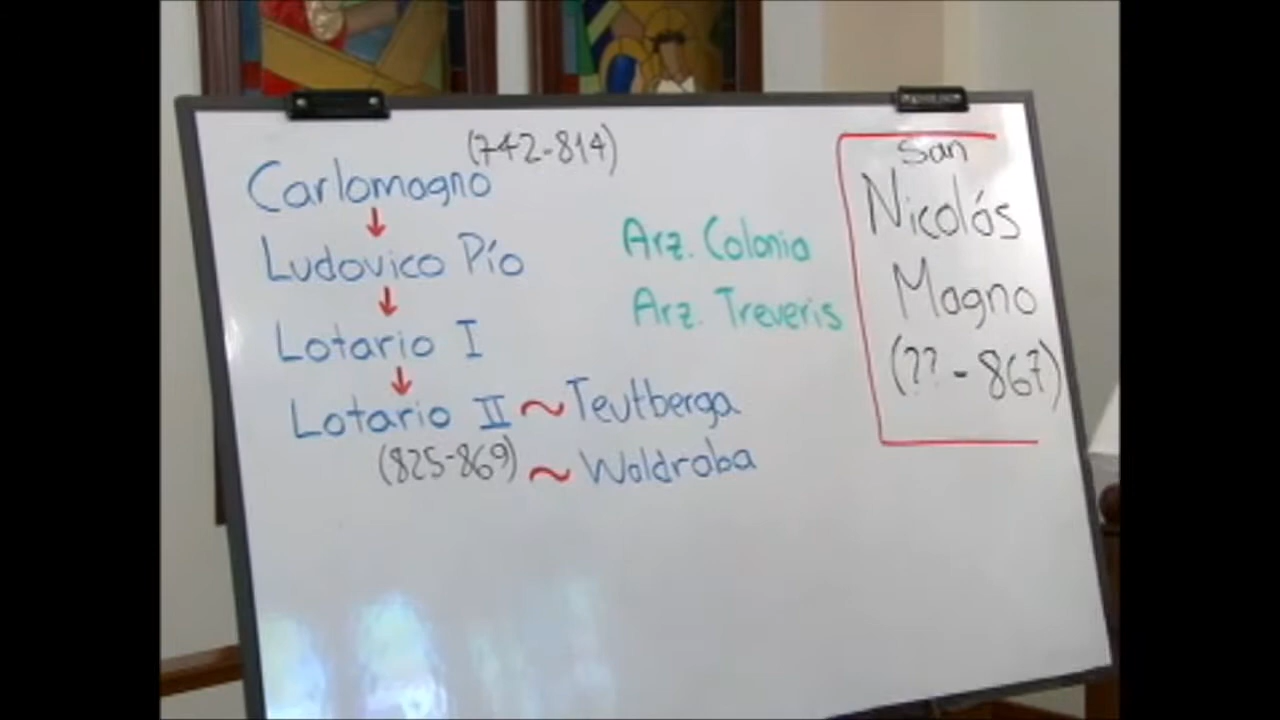 (742-814)
Carlomagno
↓
Ludovico Pío
↓
Lotario I
↓
Lotario II ~ Teutberga
(825-869) ~ Waldraba
Arz. Colonia
Arz. Treveris
San
Nicolás
Magno
(?? - 867)